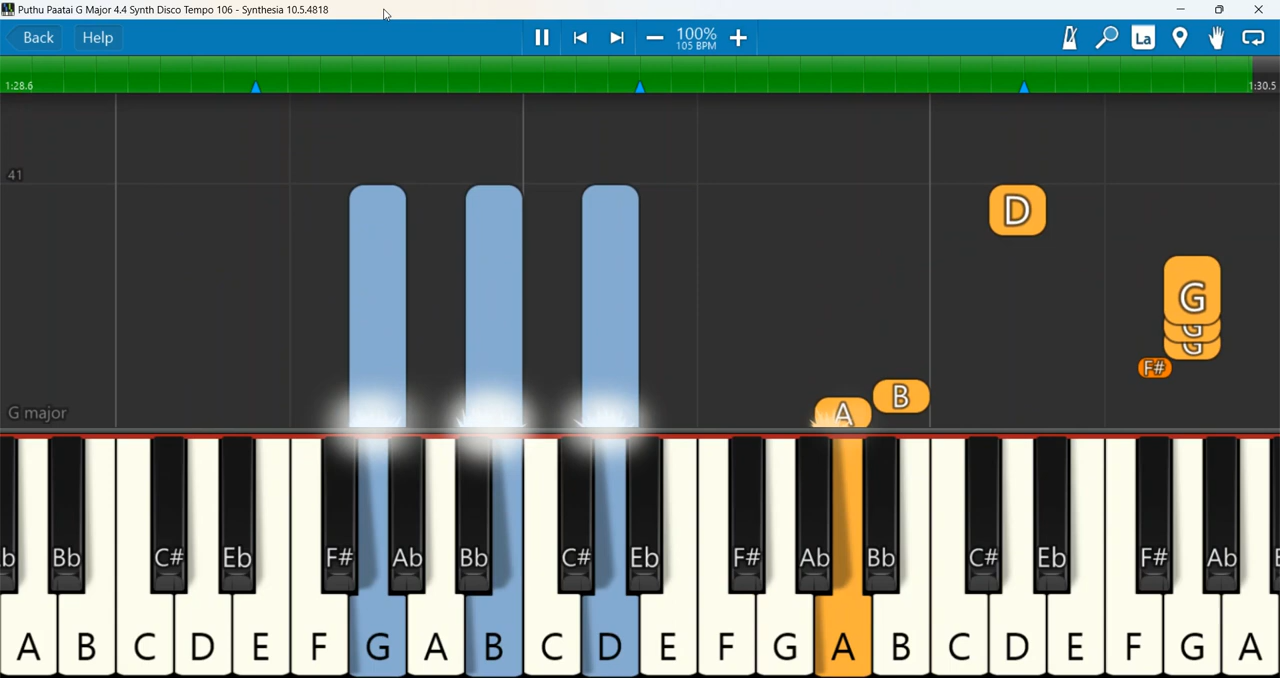 Puthu Paatai G Major 4.4 Synth Disco Tempo 106 - Synthesia 10.5.4818
Back Help 100% La
105 BPM
1:28.6 1:30.5
41
D
G
G
G
F#
B
A
G major
Bb C# Eb F# Ab Bb C# Eb F# Ab Bb C# Eb F# Ab
A B C D E F G A B C D E F G A B C D E F G A